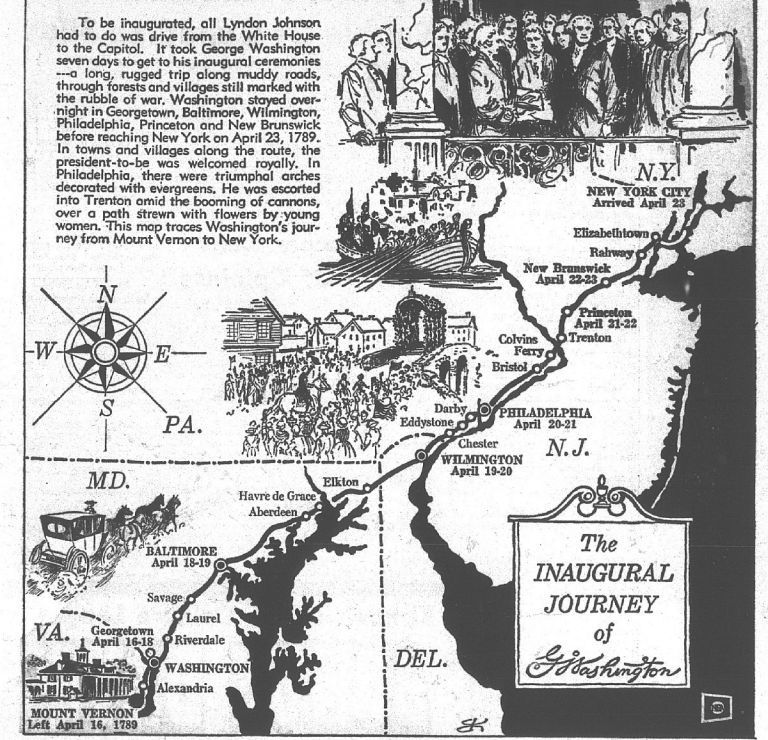 To be inaugurated, all Lyndon Johnson
had to do was drive from the White House
to the Capitol. It took George Washington
seven days to get to his inaugural ceremonies
---a long, rugged trip along muddy roads,
through forests and villages still marked with
the rubble of war. Washington stayed over-
night in Georgetown, Baltimore, Wilmington,
Philadelphia, Princeton and New Brunswick
before reaching New York on April 23, 1789.
In towns and villages along the route, the
president-to-be was welcomed royally. In
Philadelphia, there were triumphal arches
decorated with evergreens. He was escorted
into Trenton amid the booming of cannons,
over a path strewn with flowers by young
women. This map traces Washington's jour-
ney from Mount Vernon to New York.
N.Y.
NEW YORK CITY
Arrived April 23
Elizabethtown
Rahway
New Brunswick
April 22-23
Princeton
April 21-22
Trenton
Colvins
Ferry
Bristol
N
W
E
S
PA.
Darby
Eddystone
PHILADELPHIA
April 20-21
Chester
N.J.
WILMINGTON
April 19-20
MD.
Elkton
Havre de Grace
Aberdeen
BALTIMORE
April 18-19
Savage
Laurel
VA.
Georgetown
April 16-18
Riverdale
WASHINGTON
Alexandria
MOUNT VERNON
Left April 16, 1789
DEL.
The
INAUGURAL
JOURNEY
of
G Washington